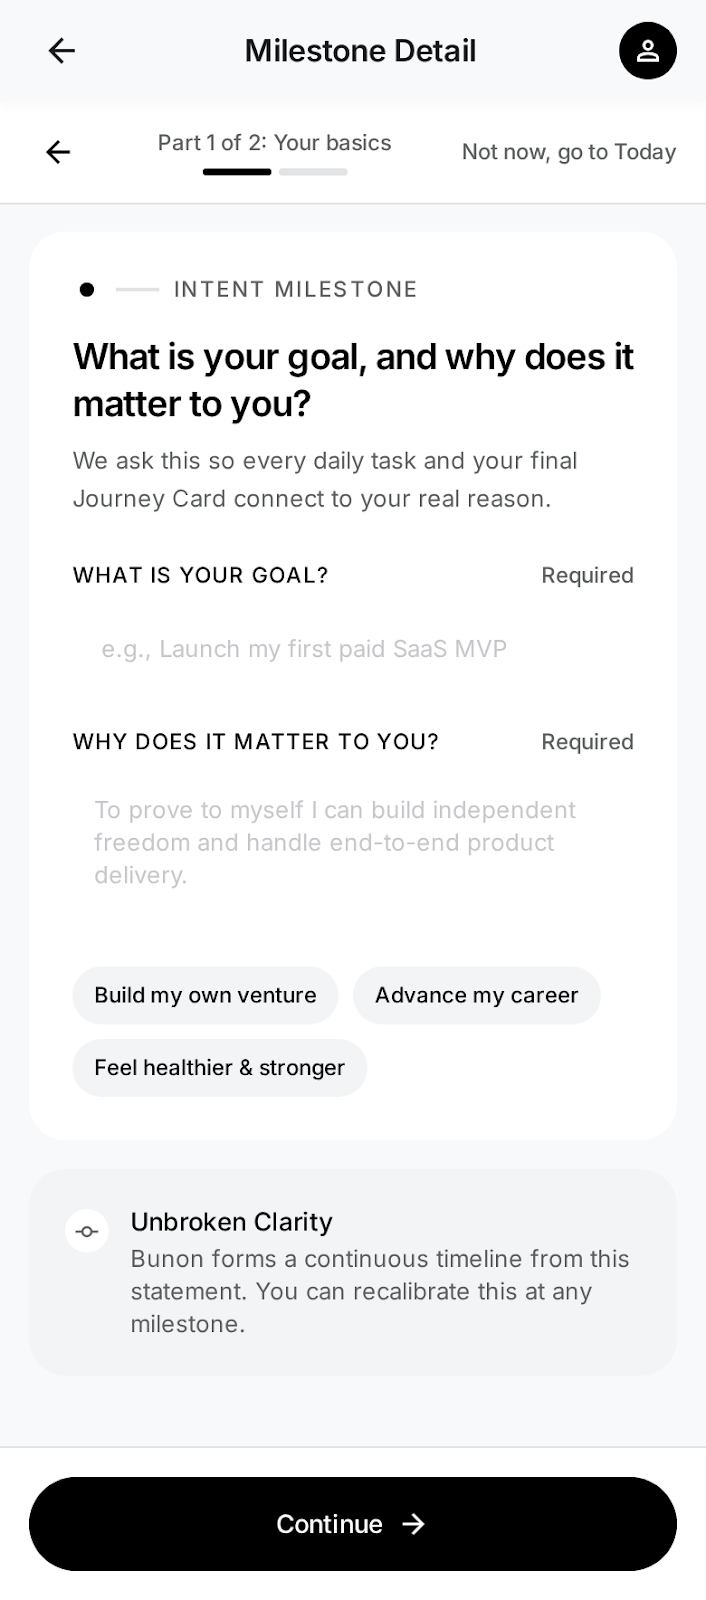 Milestone Detail
Part 1 of 2: Your basics
Not now, go to Today
INTENT MILESTONE
What is your goal, and why does it
matter to you?
We ask this so every daily task and your final
Journey Card connect to your real reason.
WHAT IS YOUR GOAL? Required
e.g., Launch my first paid SaaS MVP
WHY DOES IT MATTER TO YOU? Required
To prove to myself I can build independent
freedom and handle end-to-end product
delivery.
Build my own venture
Advance my career
Feel healthier & stronger
Unbroken Clarity
Bunon forms a continuous timeline from this
statement. You can recalibrate this at any
milestone.
Continue